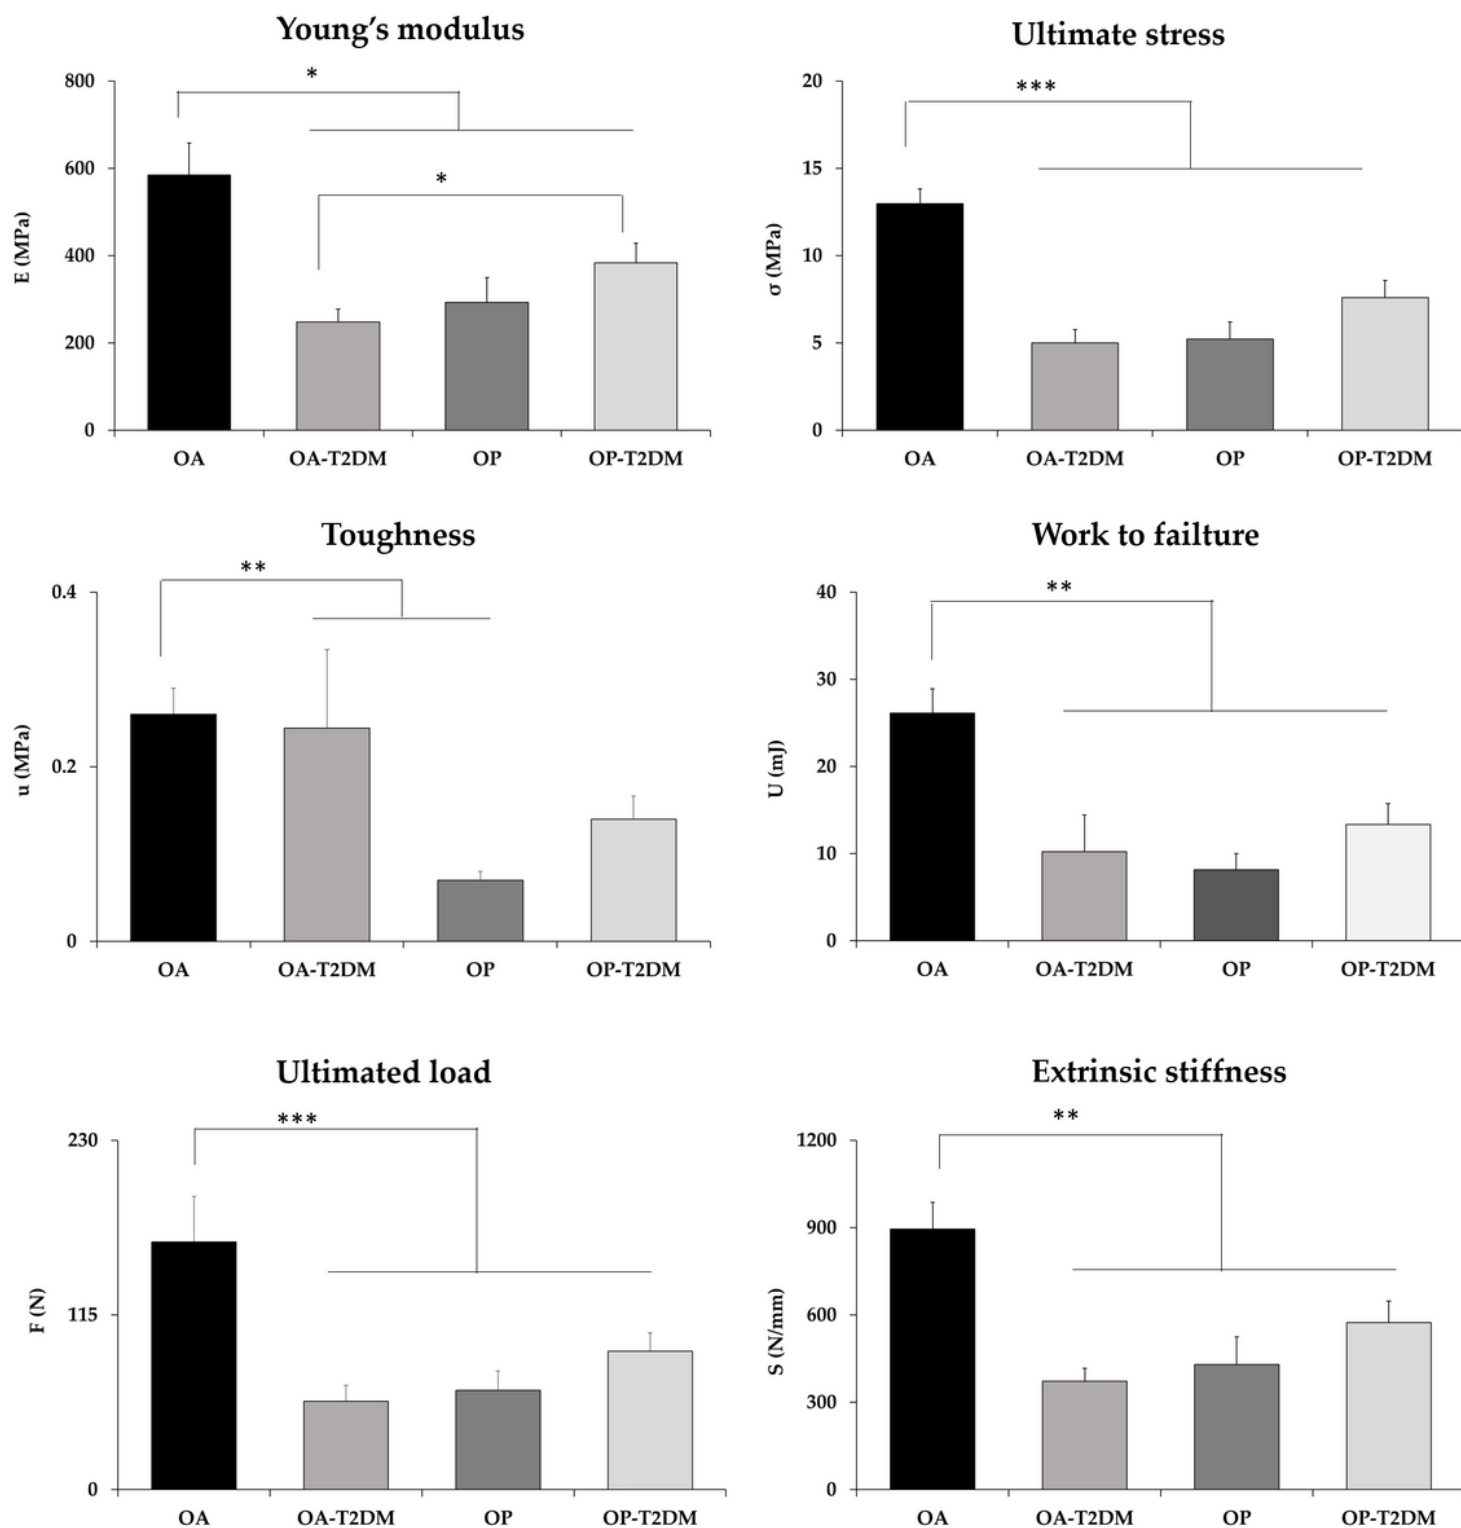 Young's modulus
*
800
600
*
E (MPa)
400
200
0
OA OA-T2DM OP OP-T2DM
Ultimate stress
***
20
15
σ (MPa)
10
5
0
OA OA-T2DM OP OP-T2DM
Toughness
**
0.4
u (MPa)
0.2
0
OA OA-T2DM OP OP-T2DM
Work to failture
**
40
30
U (mJ)
20
10
0
OA OA-T2DM OP OP-T2DM
Ultimated load
***
230
F (N)
115
0
OA OA-T2DM OP OP-T2DM
Extrinsic stiffness
**
1200
900
S (N/mm)
600
300
0
OA OA-T2DM OP OP-T2DM